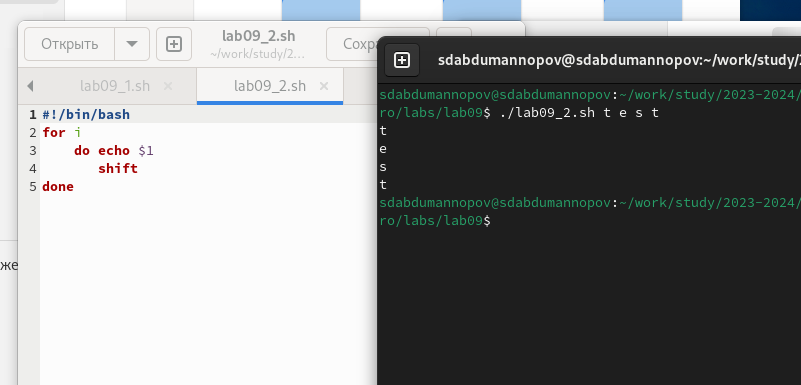 Открыть
lab09_2.sh
~/work/study/2…
lab09_1.sh ×
lab09_2.sh ×
1 #!/bin/bash
2 for i
3     do echo $1
4        shift
5 done
же
sdabdumannopov@sdabdumannopov:~/work/study/
sdabdumannopov@sdabdumannopov:~/work/study/2023-2024/
ro/labs/lab09$ ./lab09_2.sh t e s t
t
e
s
t
sdabdumannopov@sdabdumannopov:~/work/study/2023-2024/
ro/labs/lab09$